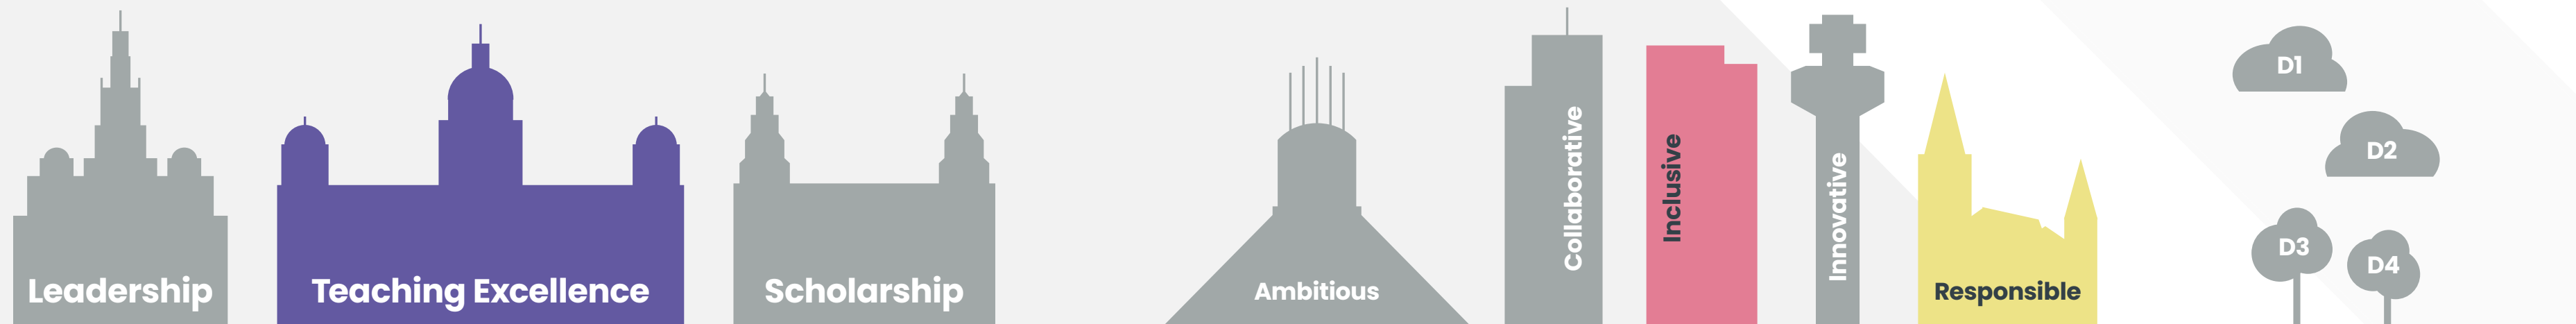 Leadership
Teaching Excellence
Scholarship
Ambitious
Collaborative
Inclusive
Innovative
Responsible
D1
D2
D3
D4